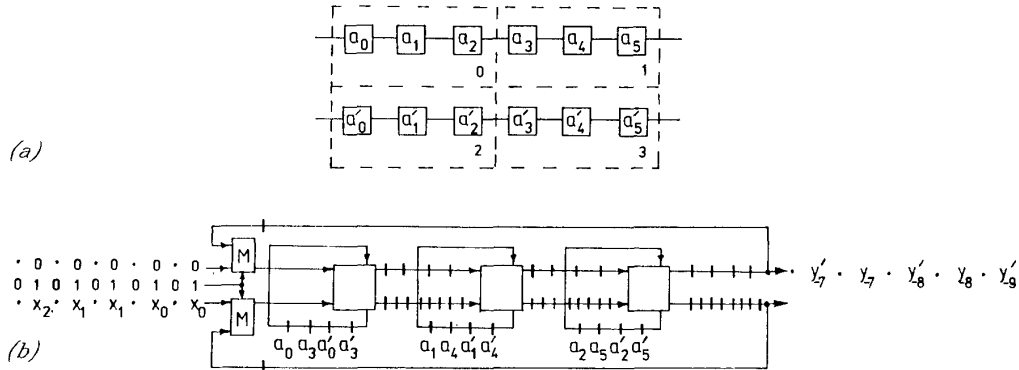 a₀ a₁ a₂ a₃ a₄ a₅
0 1
a′₀ a′₁ a′₂ a′₃ a′₄ a′₅
2 3
(a)
M
· 0 · 0 · 0 · 0 · 0
0 1 0 1 0 1 0 1 0 1
· x₂ · x₁ · x₁ · x₀ · x₀
M
· y′₋₇ · y₋₇ · y′₋₈ · y₋₈ · y′₋₉
a₀ a₃ a′₀ a′₃ a₁ a₄ a′₁ a′₄ a₂ a₅ a′₂ a′₅
(b)